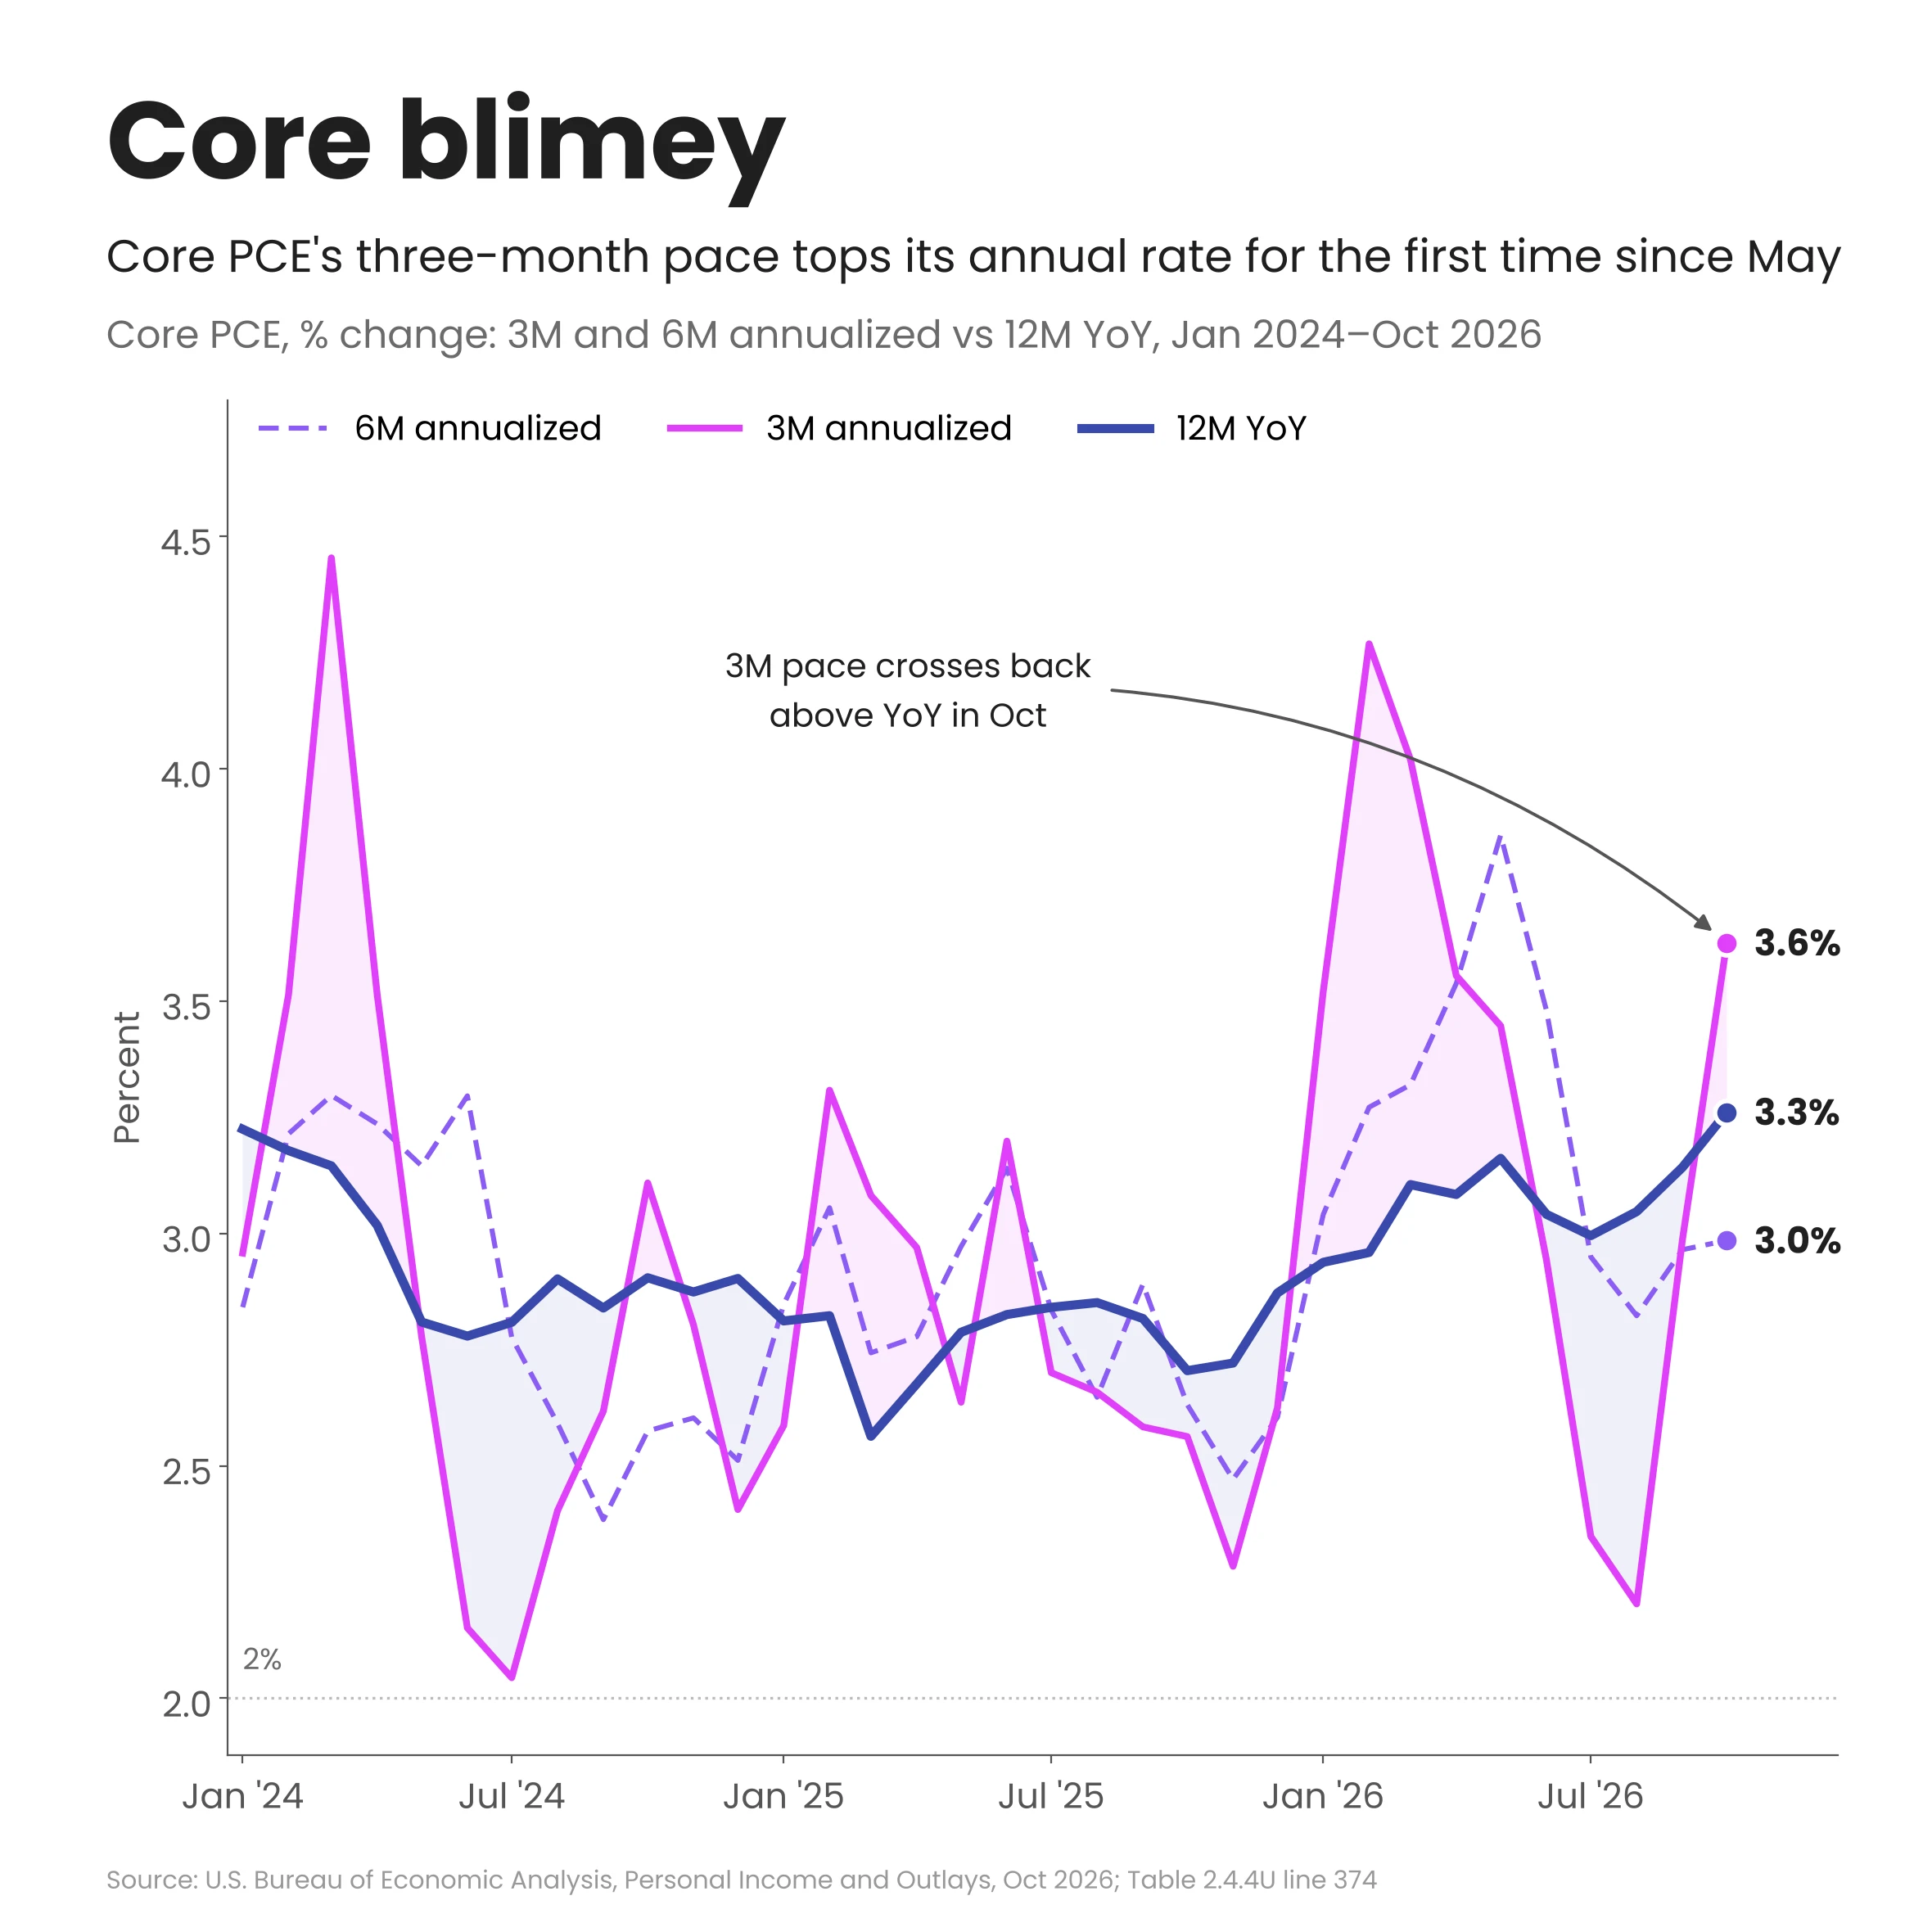 Core blimey
Core PCE's three-month pace tops its annual rate for the first time since May
Core PCE, % change: 3M and 6M annualized vs 12M YoY, Jan 2024–Oct 2026
6M annualized
3M annualized
12M YoY
4.5
3M pace crosses back
above YoY in Oct
4.0
3.6%
3.5
Percent
3.3%
3.0
3.0%
2.5
2%
2.0
Jan '24
Jul '24
Jan '25
Jul '25
Jan '26
Jul '26
Source: U.S. Bureau of Economic Analysis, Personal Income and Outlays, Oct 2026; Table 2.4.4U line 374